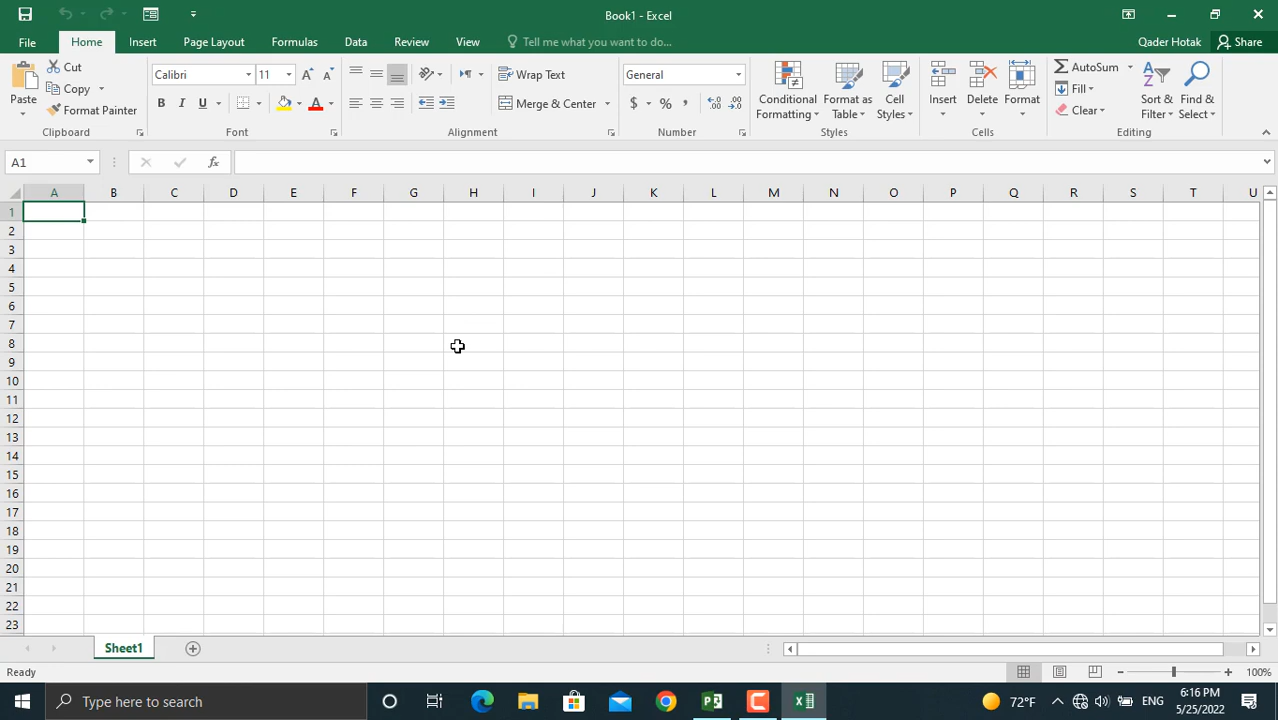 Book1 - Excel
File Home Insert Page Layout Formulas Data Review View Tell me what you want to do... Qader Hotak Share
Paste
Cut
Copy
Format Painter
Clipboard
Calibri 11
B I U A
Font
Wrap Text
Merge & Center
Alignment
General
$ % ,
Number
Conditional Formatting
Format as Table
Cell Styles
Styles
Insert Delete Format
Cells
AutoSum
Fill
Clear
Sort & Filter
Find & Select
Editing
A1 fx
A B C D E F G H I J K L M N O P Q R S T U
1
2
3
4
5
6
7
8
9
10
11
12
13
14
15
16
17
18
19
20
21
22
23
Sheet1
Ready 100%
Type here to search 72°F ENG 6:16 PM
5/25/2022